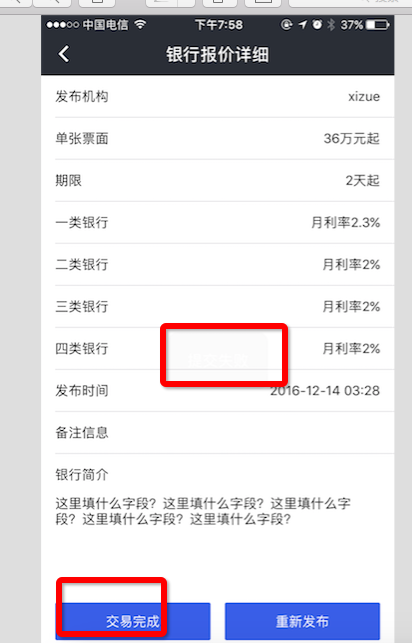 中国电信
下午7:58
37%
银行报价详细
发布机构 xizue
单张票面 36万元起
期限 2天起
一类银行 月利率2.3%
二类银行 月利率2%
三类银行 月利率2%
四类银行 月利率2%
发布时间 2016-12-14 03:28
备注信息
银行简介
这里填什么字段？这里填什么字段？这里填什么字
段？这里填什么字段？这里填什么字段？
交易完成 重新发布